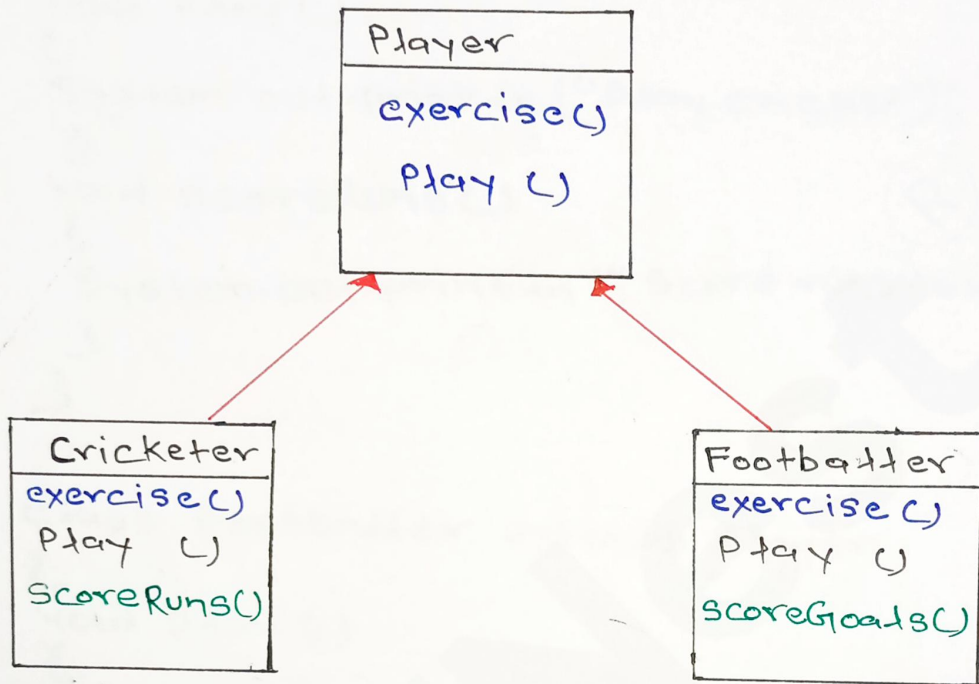 Player
exercise()
Play ()
Cricketer
exercise()
Play ()
scoreRuns()
Footballer
exercise()
Play ()
scoreGoals()